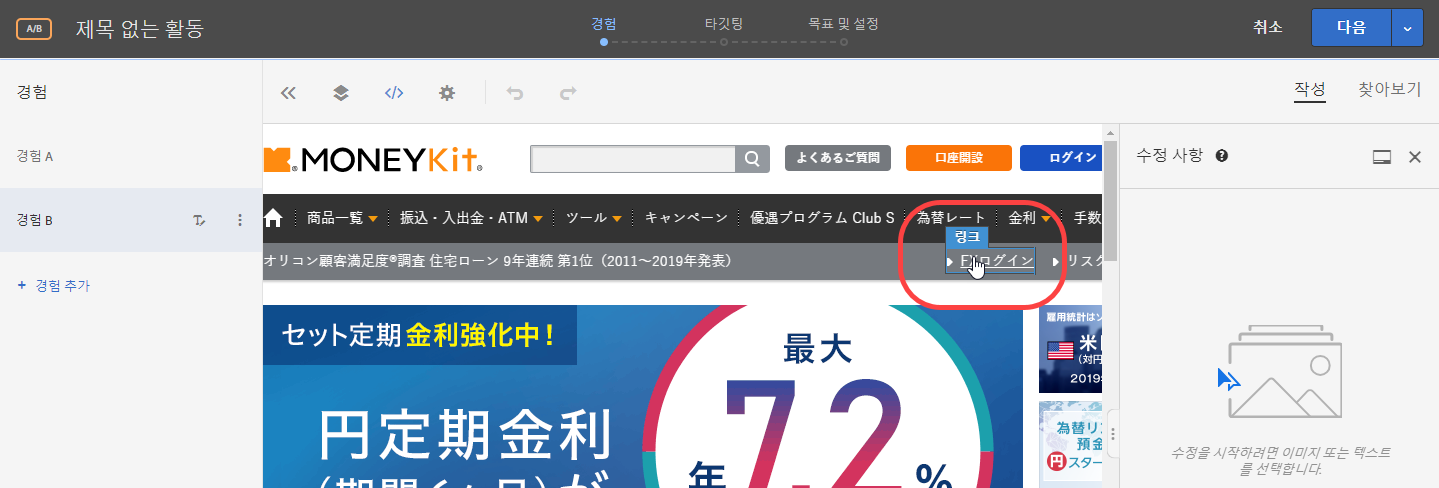 A/B 제목 없는 활동 경험 타깃팅 목표 및 설정 취소 다음
경험
작성 찾아보기
경험 A
경험 B
+ 경험 추가
MONEYKit
よくあるご質問 口座開設 ログイン
商品一覧 振込・入出金・ATM ツール キャンペーン 優遇プログラム Club S 為替レート 金利 手数
링크
オリコン顧客満足度®調査 住宅ローン 9年連続 第1位（2011～2019年発表） FXログイン リスク
セット定期 金利強化中！
円定期金利
最大
7.2
年 %
雇用統計は
米
（対円
2019
為替リ
預金
円スター
수정 사항
수정을 시작하려면 이미지 또는 텍스트
를 선택합니다.